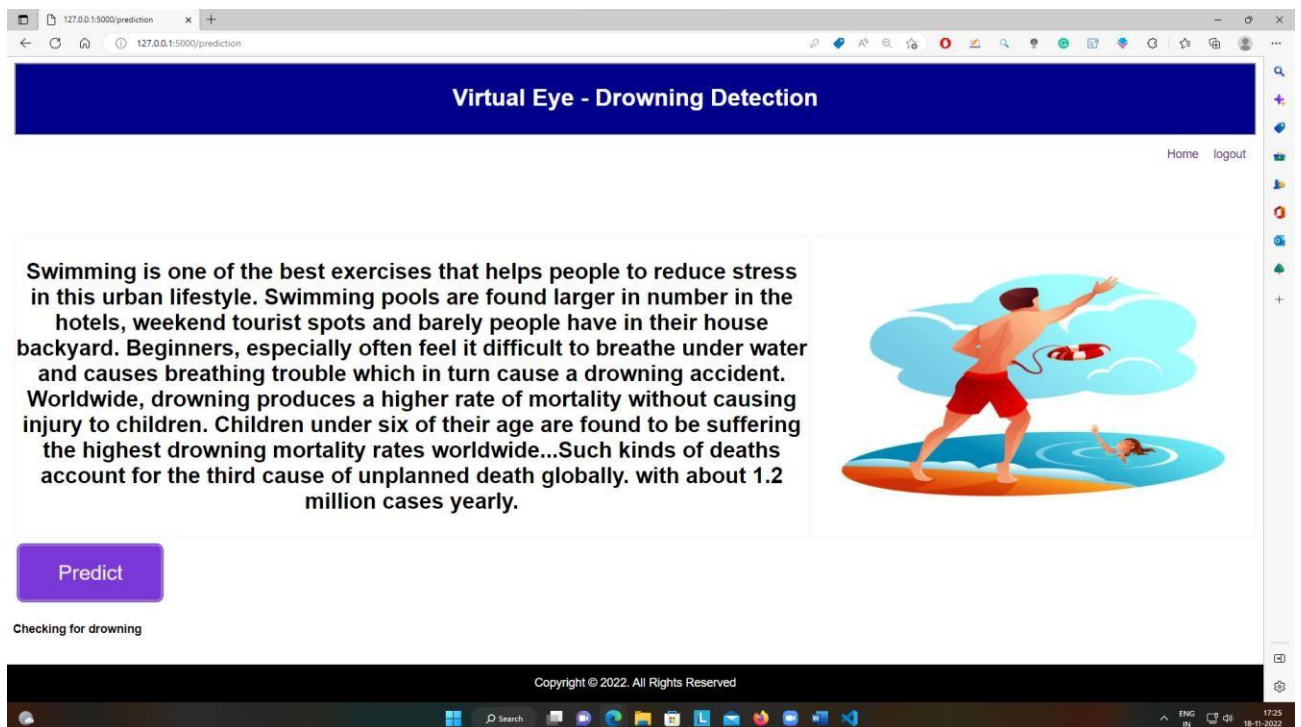 127.0.0.1:5000/prediction
127.0.0.1:5000/prediction
Virtual Eye - Drowning Detection
Home logout
Swimming is one of the best exercises that helps people to reduce stress
in this urban lifestyle. Swimming pools are found larger in number in the
hotels, weekend tourist spots and barely people have in their house
backyard. Beginners, especially often feel it difficult to breathe under water
and causes breathing trouble which in turn cause a drowning accident.
Worldwide, drowning produces a higher rate of mortality without causing
injury to children. Children under six of their age are found to be suffering
the highest drowning mortality rates worldwide...Such kinds of deaths
account for the third cause of unplanned death globally. with about 1.2
million cases yearly.
Predict
Checking for drowning
Copyright © 2022. All Rights Reserved
Search
ENG
IN
17:25
18-11-2022